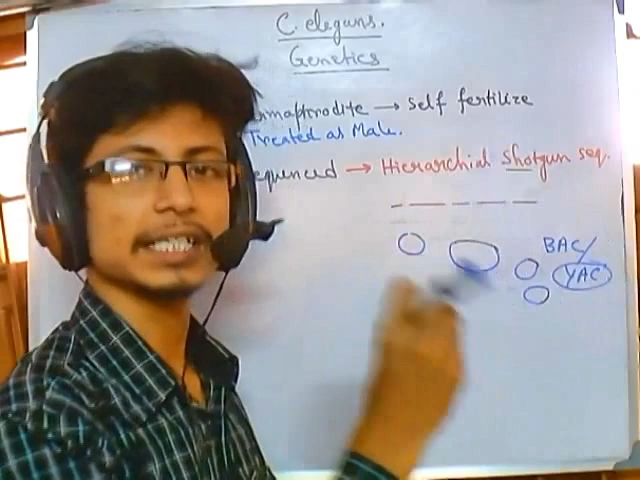 C. elegans.
Genetics
ermaphrodite → self fertilize
Treated as Male.
equenced → Hierarchial Shotgun seq.
BAC/
YAC